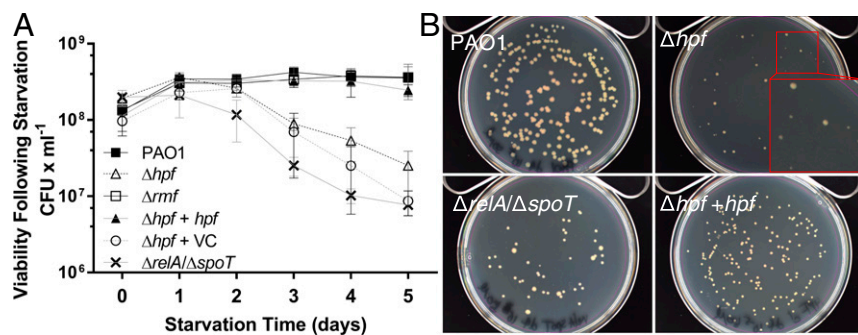 A
B
Viability Following Starvation
CFU x ml⁻¹
10⁹
10⁸
10⁷
10⁶
PAO1
Δhpf
Δrmf
Δhpf + hpf
Δhpf + VC
ΔrelA/ΔspoT
0 1 2 3 4 5
Starvation Time (days)
PAO1
Δhpf
ΔrelA/ΔspoT
Δhpf +hpf